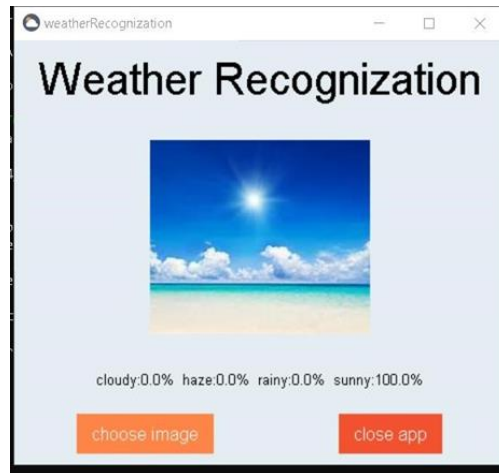 weatherRecognization
Weather Recognization
cloudy:0.0% haze:0.0% rainy:0.0% sunny:100.0%
choose image close app